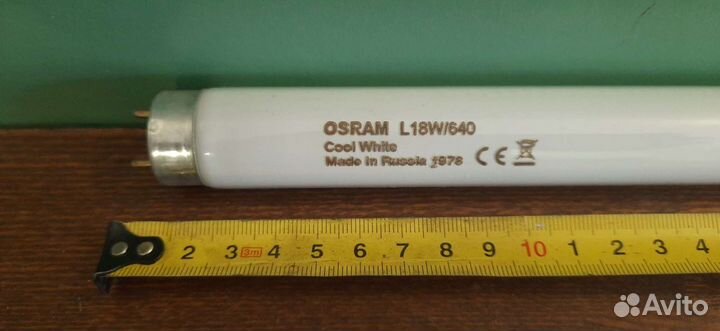 OSRAM L18W/640
Cool White
Made in Russia 1978 CE
2 3 3m 4 5 6 7 8 9 10 1 2 3 4
Avito